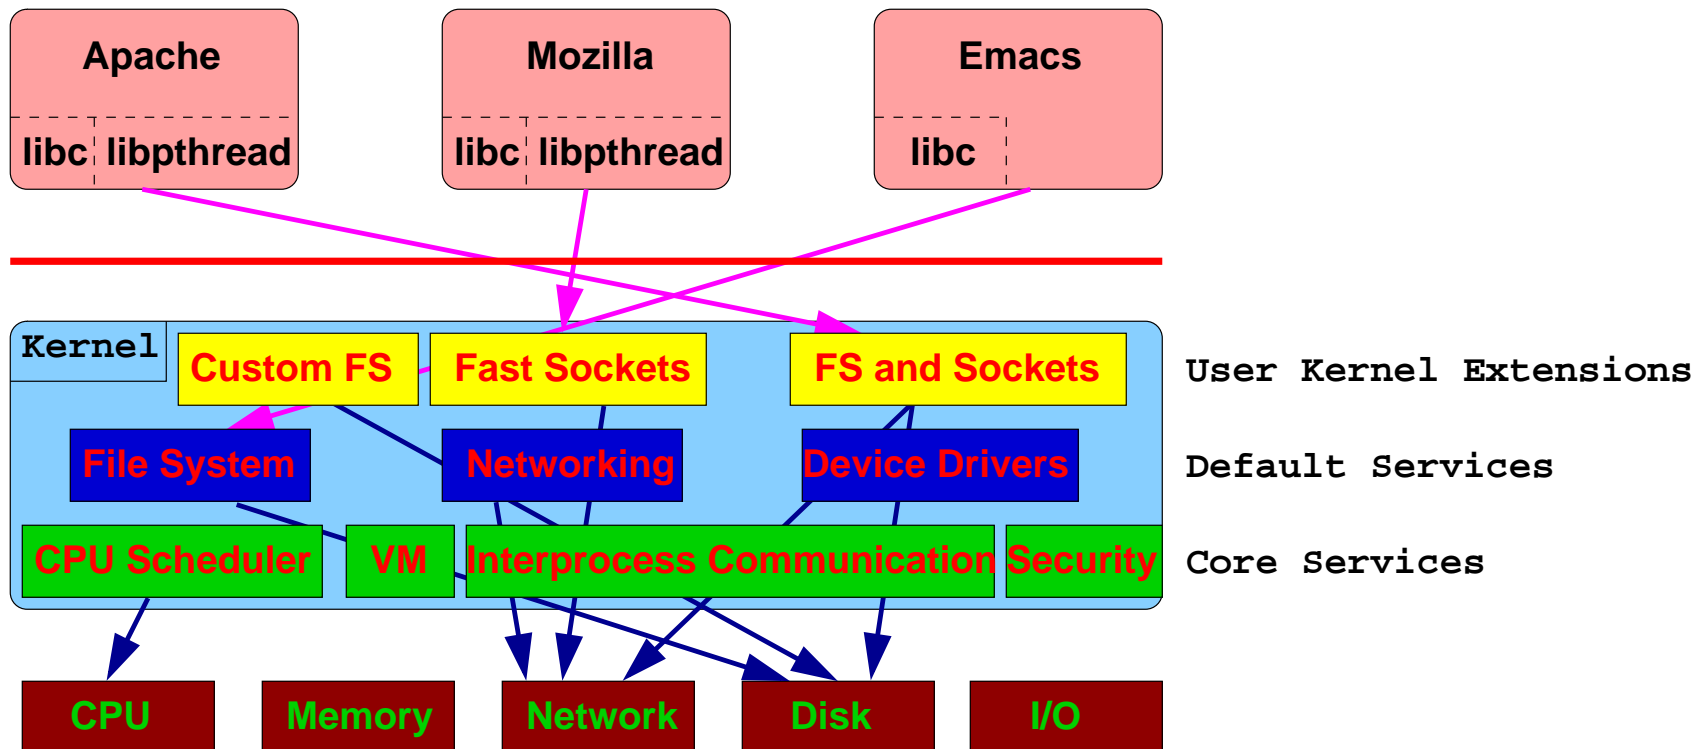 Apache Mozilla Emacs
libc libpthread libc libpthread libc
Kernel
Custom FS Fast Sockets FS and Sockets User Kernel Extensions
File System Networking Device Drivers Default Services
CPU Scheduler VM Interprocess Communication Security Core Services
CPU Memory Network Disk I/O